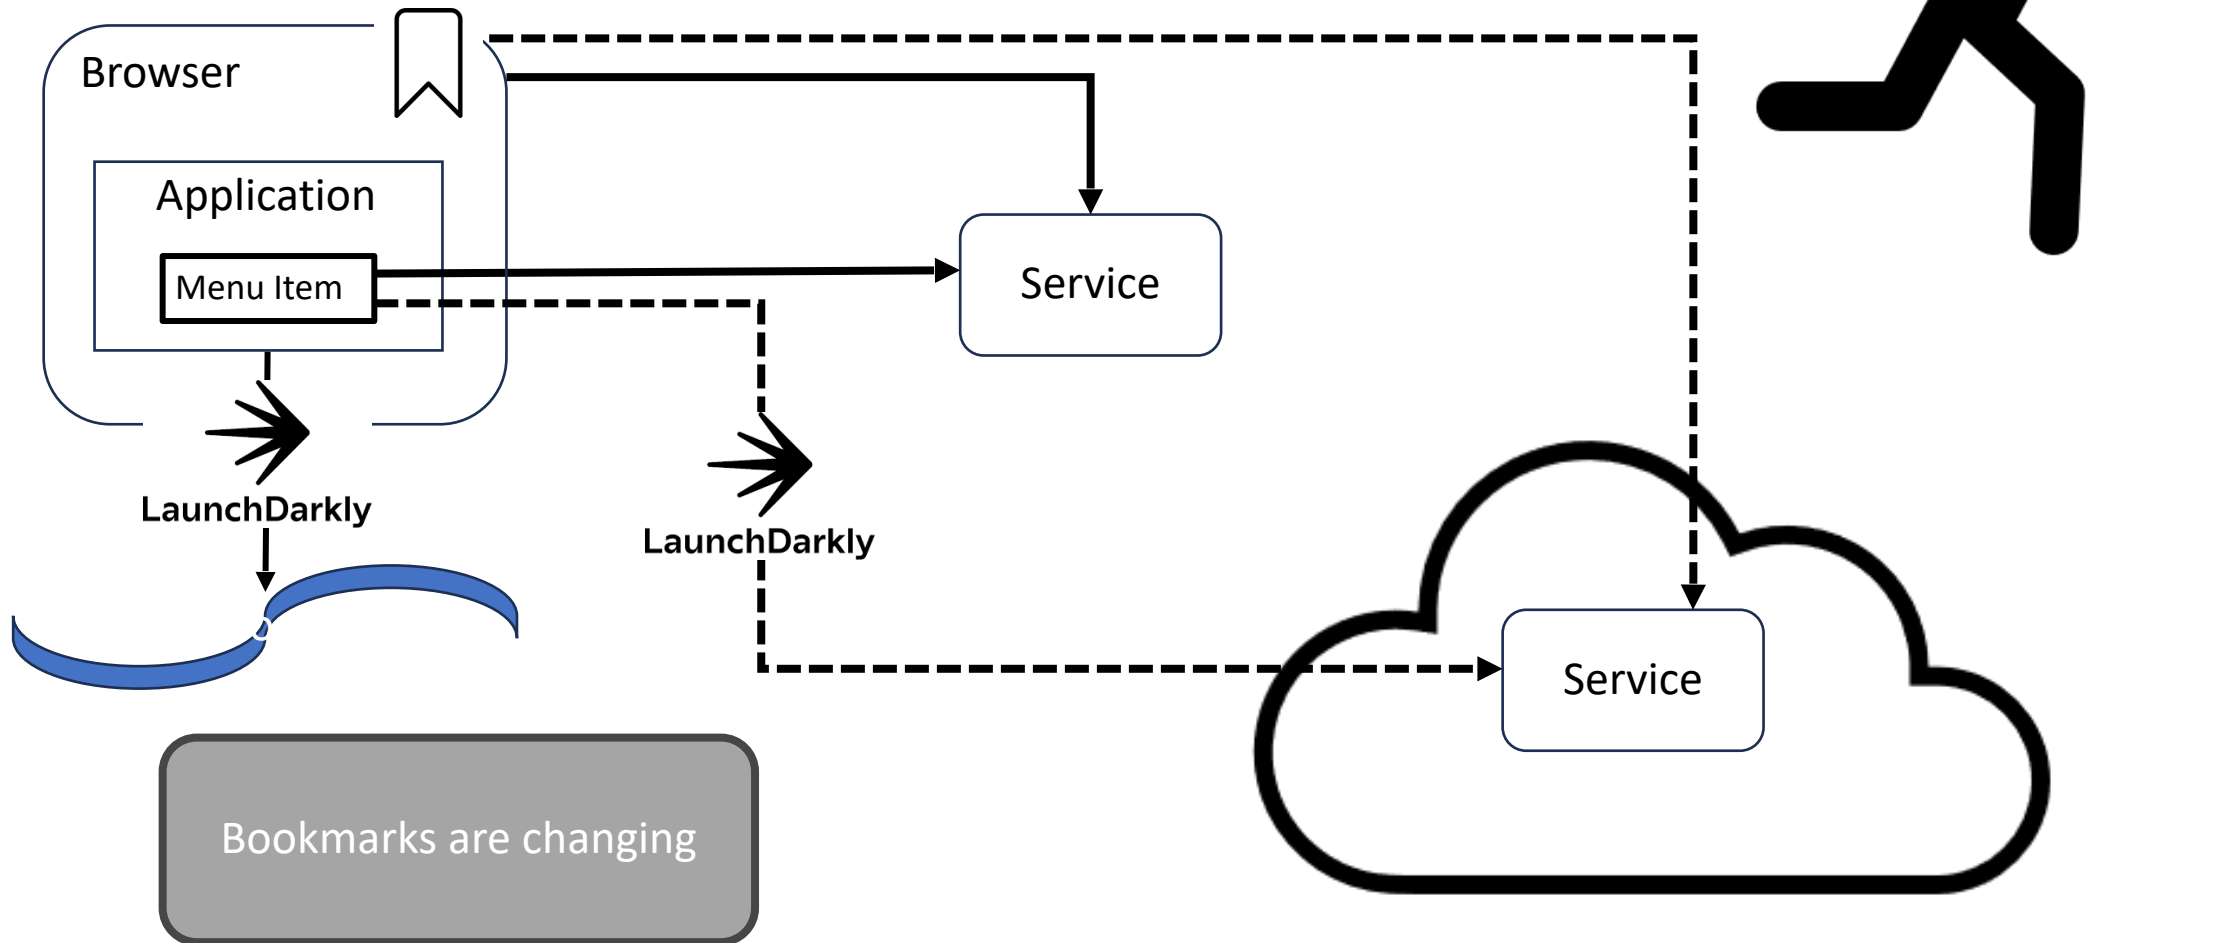 Browser
Application
Menu Item
Service
LaunchDarkly
LaunchDarkly
Service
Bookmarks are changing